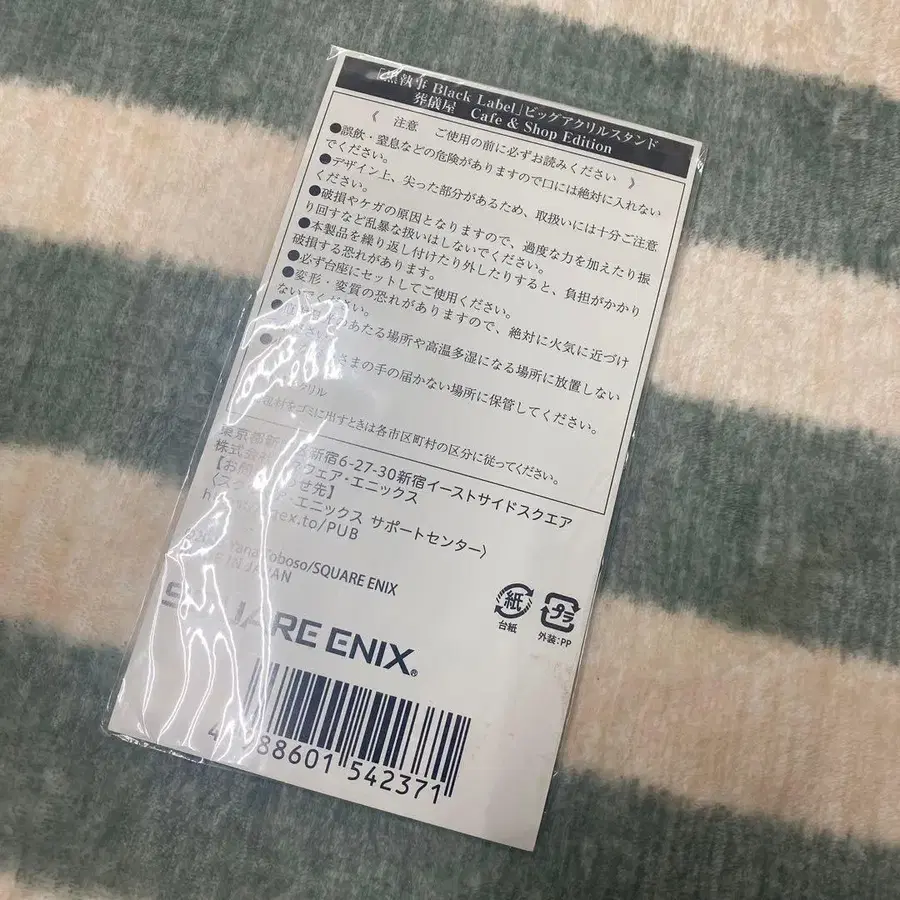 「黒執事 Black Label」ビッグアクリルスタンド
葬儀屋 Cafe & Shop Edition
《 注意 ご使用の前に必ずお読みください 》
●誤飲・窒息などの危険がありますので口には絶対に入れない
でください。
●デザイン上、尖った部分があるため、取扱いには十分ご注意
ください。
●破損やケガの原因となりますので、過度な力を加えたり振
り回すなど乱暴な扱いはしないでください。
●本製品を繰り返し付けたり外したりすると、負担がかかり
破損する恐れがあります。
●必ず台座にセットしてご使用ください。
●変形・変質の恐れがありますので、絶対に火気に近づけ
ないでください。
のあたる場所や高温多湿になる場所に放置しない
さまの手の届かない場所に保管してください。
クリル
材をゴミに出すときは各市区町村の区分に従ってください。
東京都新 6-27-30新宿イーストサイドスクエア
株式会 スクウェア・エニックス
【お 先】
〈ス ・エニックス サポートセンター〉
ex.to/PUB
Yana Toboso/SQUARE ENIX
IN JAPAN
紙
台紙
プラ
外装:PP
SQUARE ENIX®
4 988601 542371